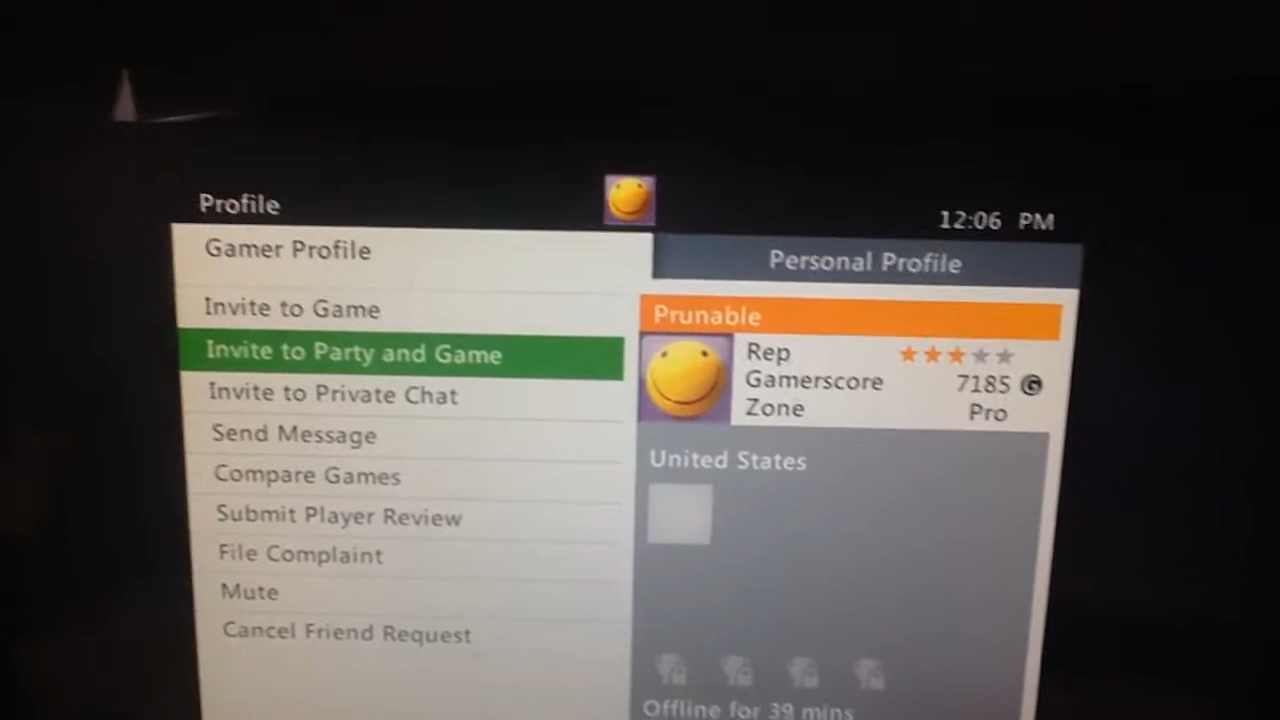 Profile
12:06 PM
Gamer Profile
Personal Profile
Invite to Game
Invite to Party and Game
Invite to Private Chat
Send Message
Compare Games
Submit Player Review
File Complaint
Mute
Cancel Friend Request
Prunable
Rep
Gamerscore 7185 G
Zone Pro
United States
Offline for 39 mins